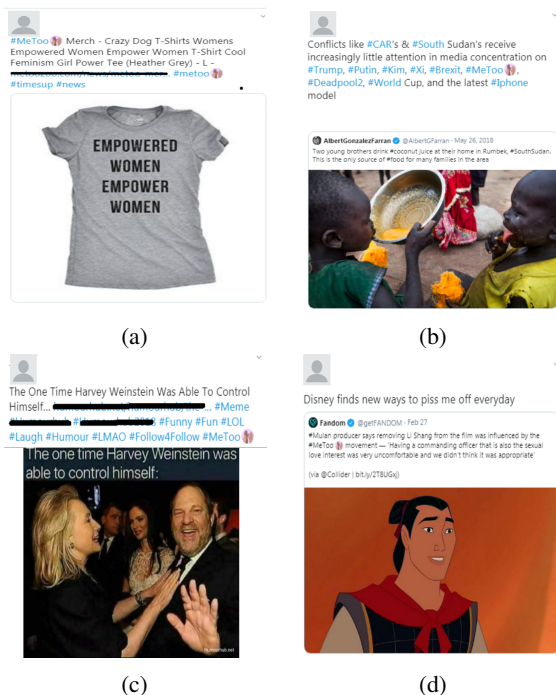 #MeToo Merch - Crazy Dog T-Shirts Womens
Empowered Women Empower Women T-Shirt Cool
Feminism Girl Power Tee (Heather Grey) - L -
#metoo
#timesup #news
EMPOWERED
WOMEN
EMPOWER
WOMEN
(a)
Conflicts like #CAR's & #South Sudan's receive
increasingly little attention in media concentration on
#Trump, #Putin, #Kim, #Xi, #Brexit, #MeToo,
#Deadpool2, #World Cup, and the latest #Iphone
model
AlbertGonzalezFarran @AlbertGFarran - May 26, 2018
Two young brothers drink #coconut juice at their home in Rumbek, #SouthSudan.
This is the only source of #food for many families in the area
(b)
The One Time Harvey Weinstein Was Able To Control
Himself... ... #Meme
#Funny #Fun #LOL
#Laugh #Humour #LMAO #Follow4Follow #MeToo
The one time Harvey Weinstein was
able to control himself:
(c)
Disney finds new ways to piss me off everyday
Fandom @getFANDOM · Feb 27
#Mulan producer says removing Li Shang from the film was influenced by the
#MeToo movement — 'Having a commanding officer that is also the sexual
love interest was very uncomfortable and we didn't think it was appropriate'
(via @Collider | bit.ly/2T8UGxj)
(d)